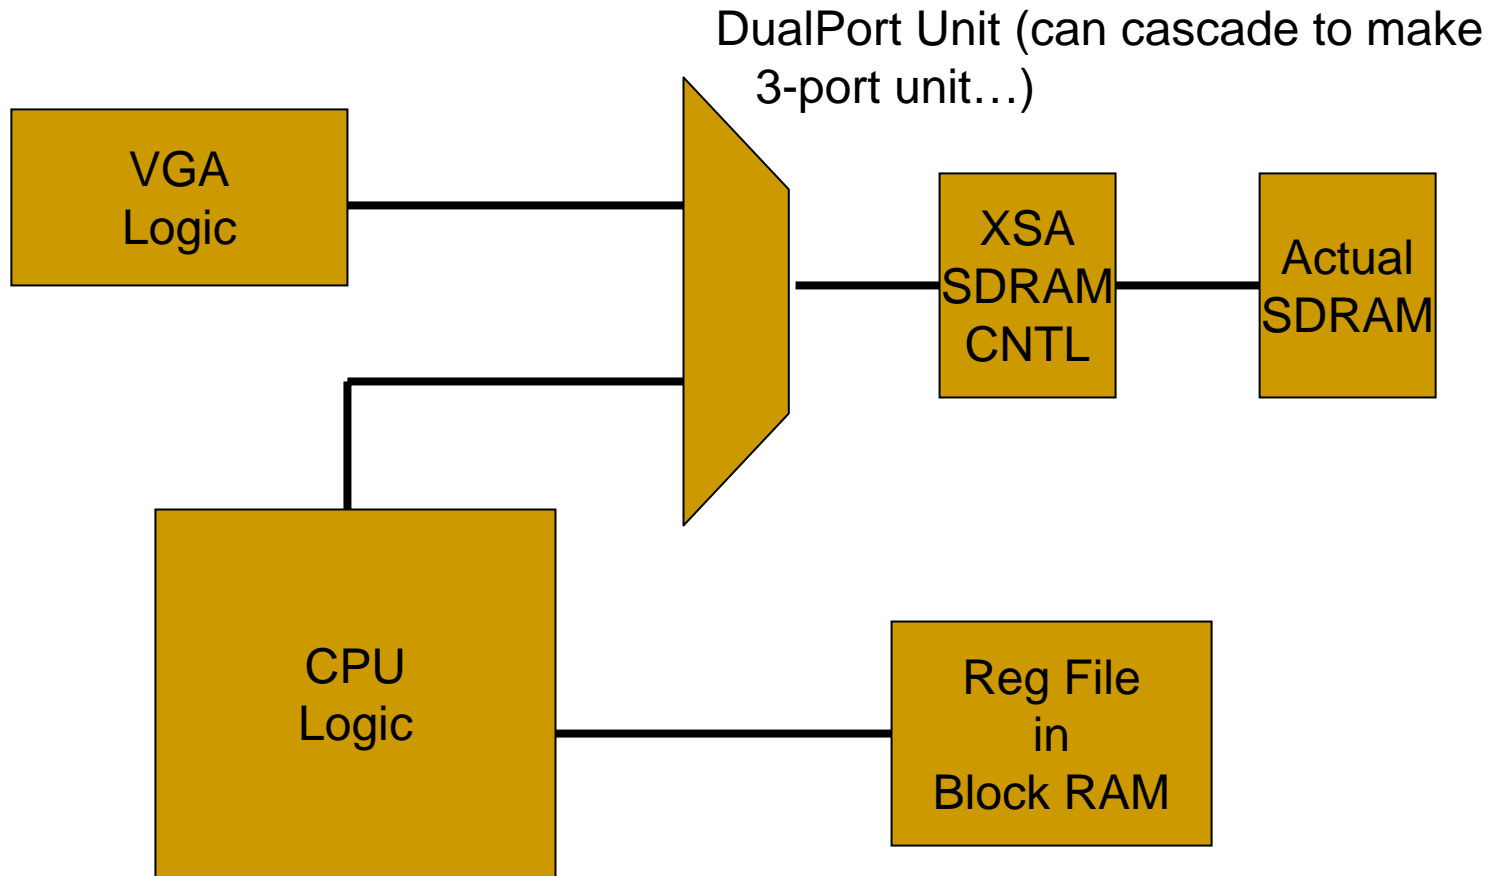 DualPort Unit (can cascade to make
3-port unit…)
VGA
Logic
XSA
SDRAM
CNTL
Actual
SDRAM
CPU
Logic
Reg File
in
Block RAM